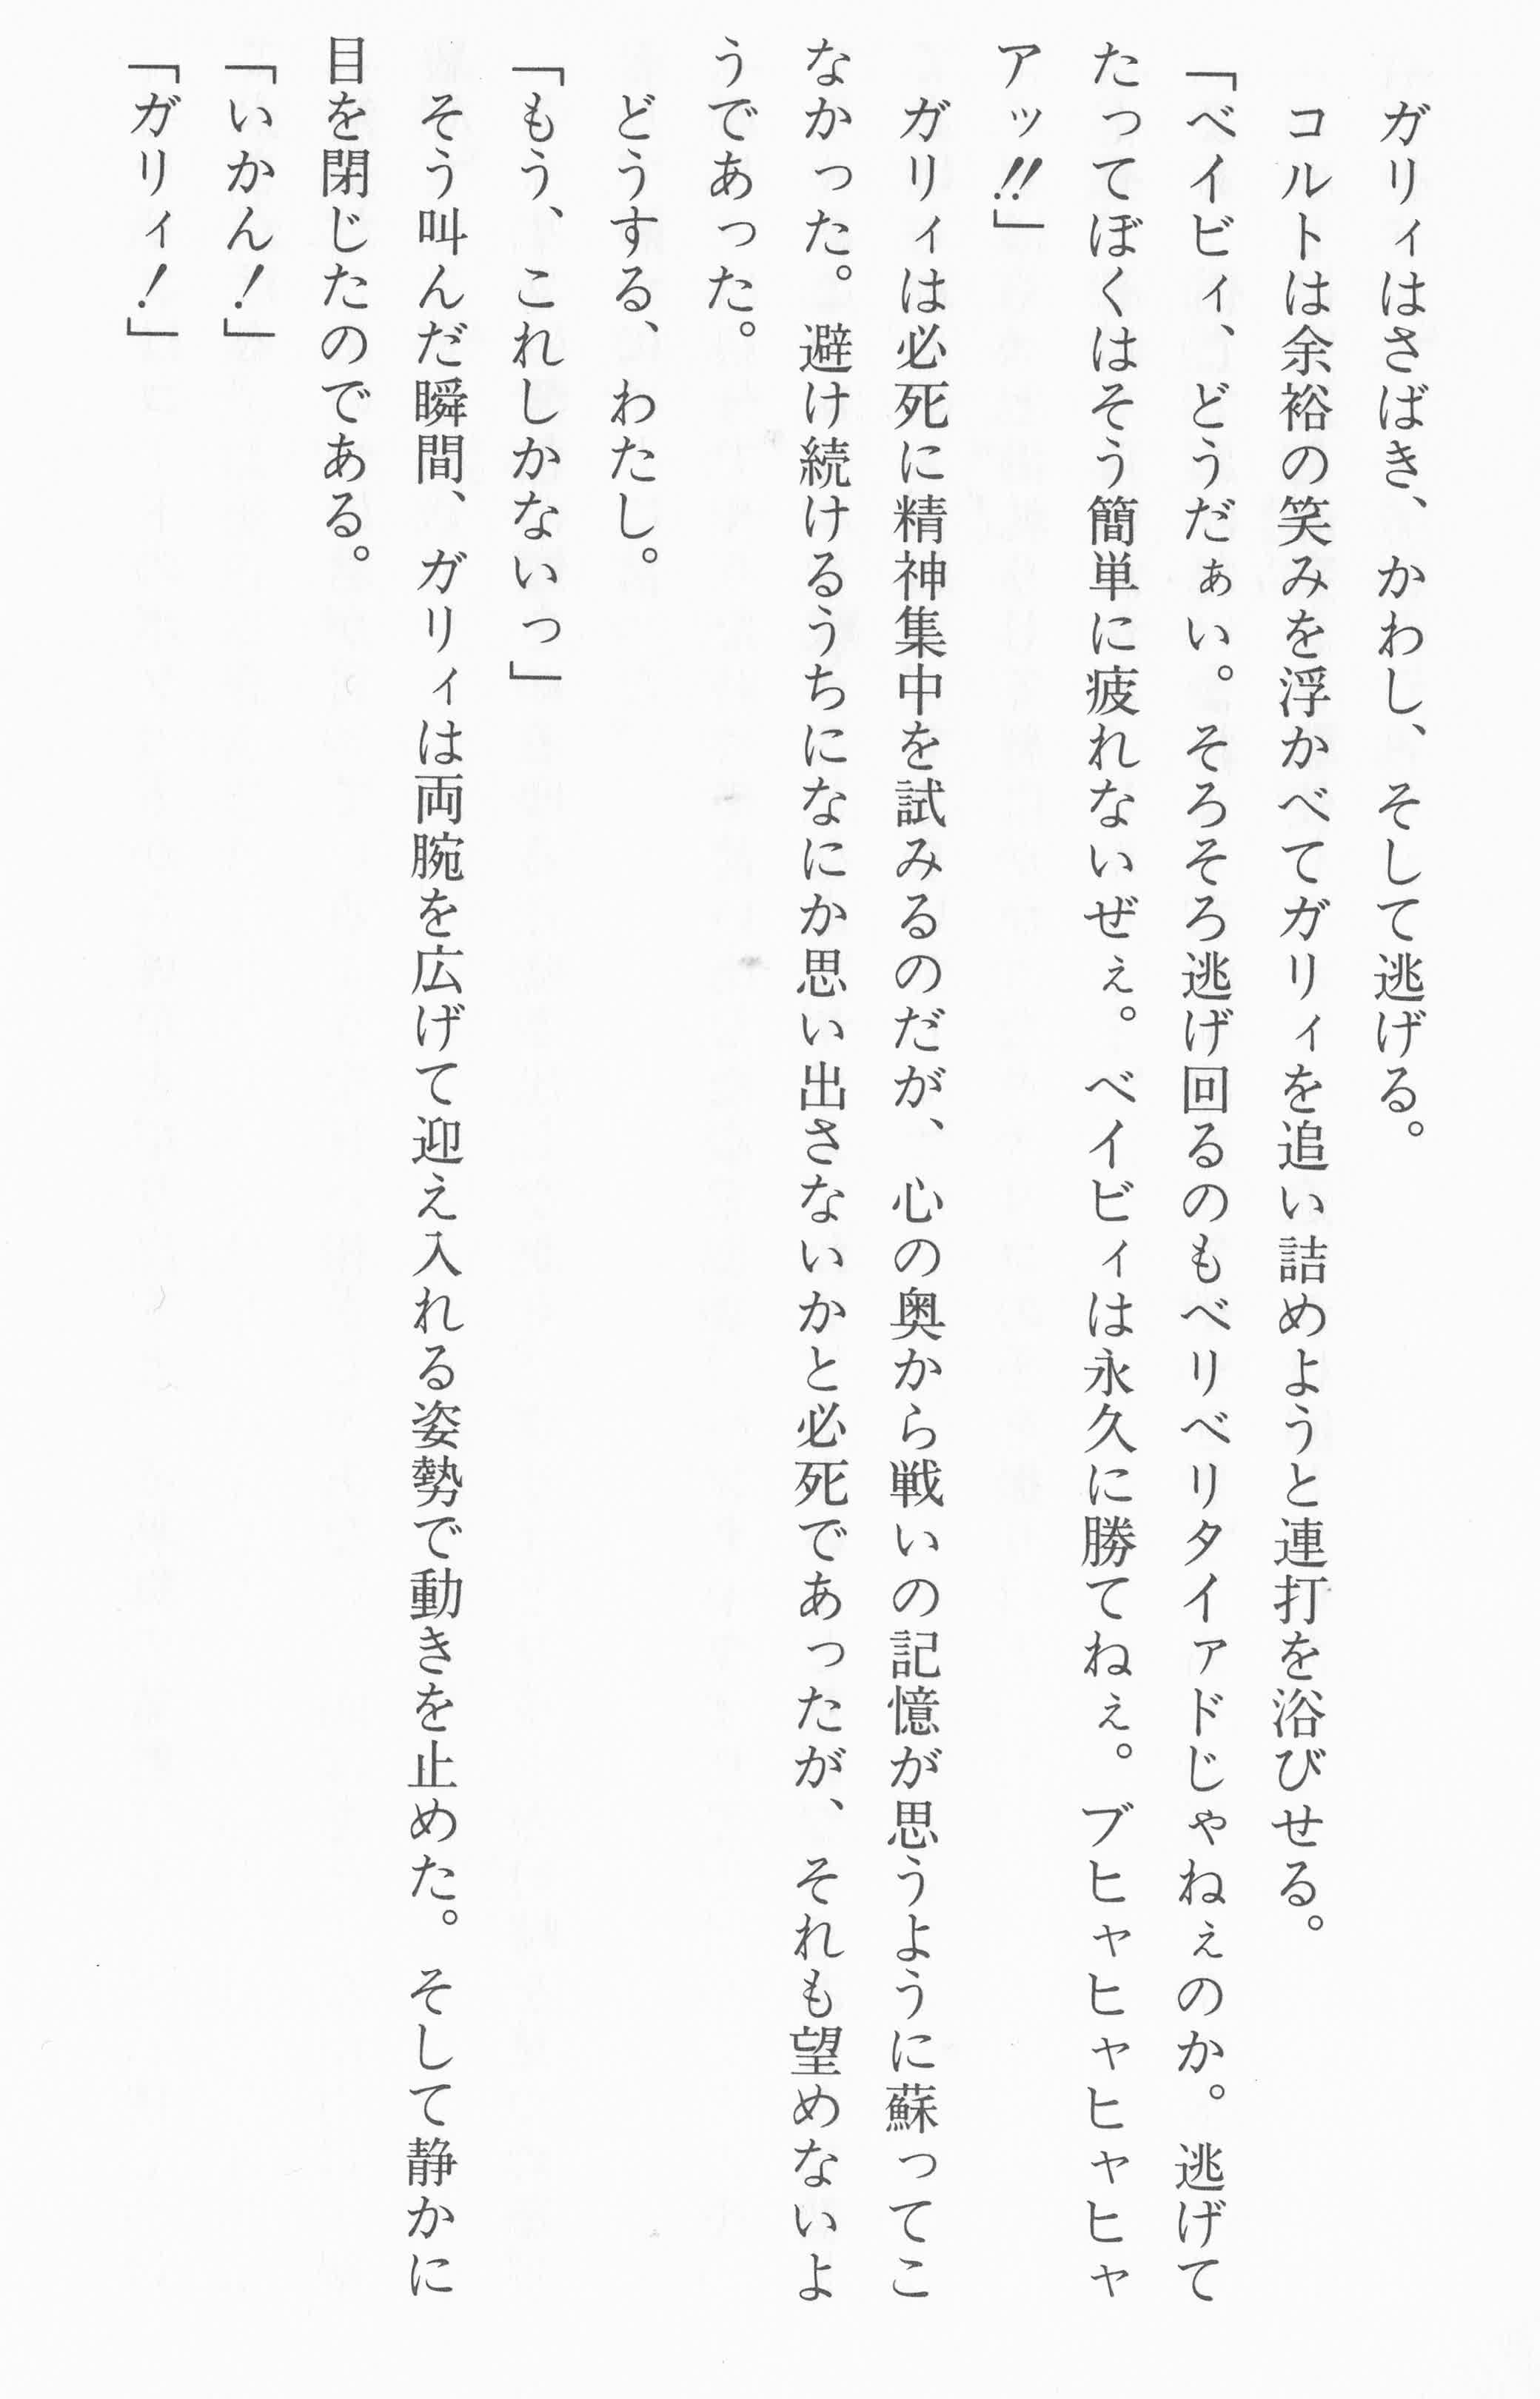 ガリィはさばき、かわし、そして逃げる。
　コルトは余裕の笑みを浮かべてガリィを追い詰めようと連打を浴びせる。
「ベイビィ、どうだぁい。そろそろ逃げ回るのもベリベリタイァドじゃねぇのか。逃げて
たってぼくはそう簡単に疲れないぜぇ。ベイビィは永久に勝てねぇ。ブヒャヒャヒャヒャ
アッ!!」
　ガリィは必死に精神集中を試みるのだが、心の奥から戦いの記憶が思うように蘇ってこ
なかった。避け続けるうちになにか思い出さないかと必死であったが、それも望めないよ
うであった。
　どうする、わたし。
「もう、これしかないっ」
　そう叫んだ瞬間、ガリィは両腕を広げて迎え入れる姿勢で動きを止めた。そして静かに
目を閉じたのである。
「いかん！」
「ガリィ！」